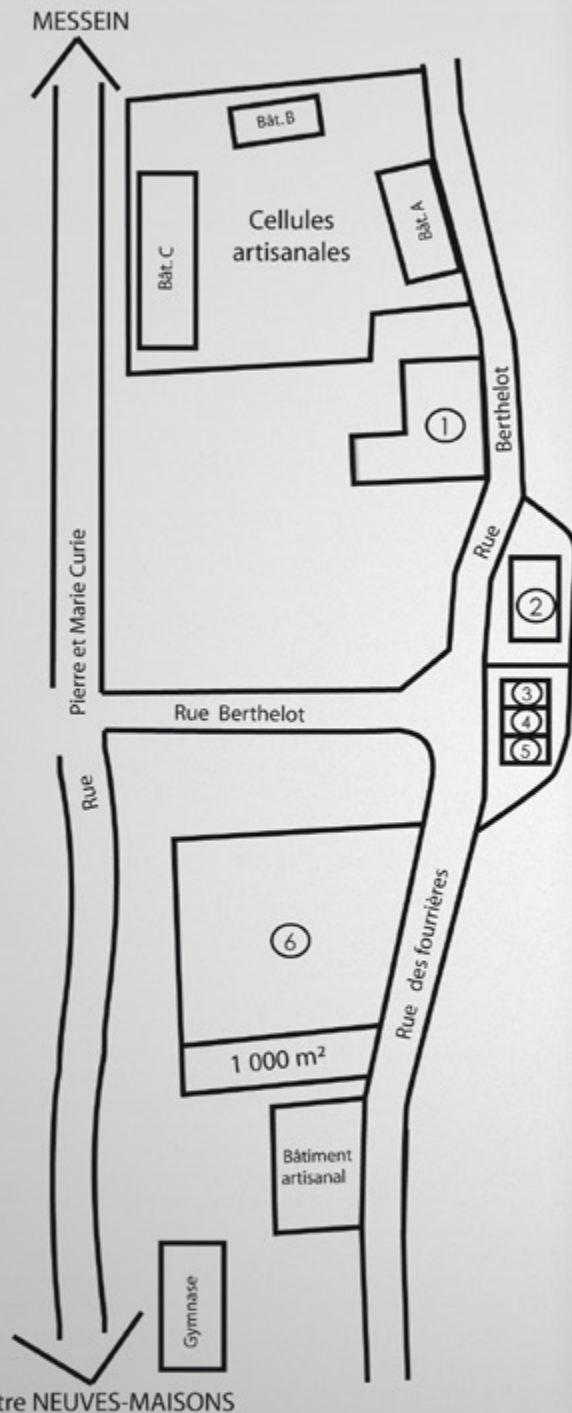 MESSEIN
Bât. B
Bât. A
Bât. C
Cellules
artisanales
1
Berthelot
Rue
2
Pierre et Marie Curie
3
Rue Berthelot
4
5
Rue
6
Rue des fourrières
1 000 m²
Bâtiment
artisanal
Gymnase
NEUVES-MAISONS